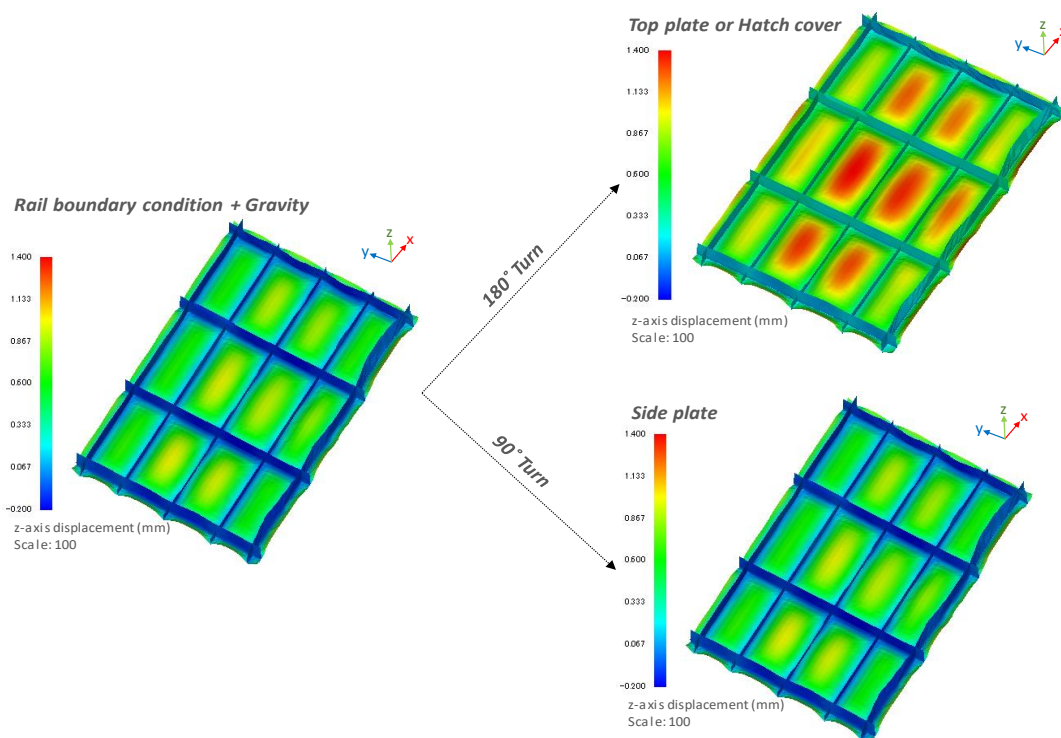 Rail boundary condition + Gravity
1.400
1.133
0.867
0.600
0.333
0.067
−0.200
z
y
x
z-axis displacement (mm)
Scale: 100
180˚ Turn
90˚ Turn
Top plate or Hatch cover
1.400
1.133
0.867
0.600
0.333
0.067
−0.200
z
y
z-axis displacement (mm)
Scale: 100
Side plate
1.400
1.133
0.867
0.600
0.333
0.067
−0.200
z
y
x
z-axis displacement (mm)
Scale: 100